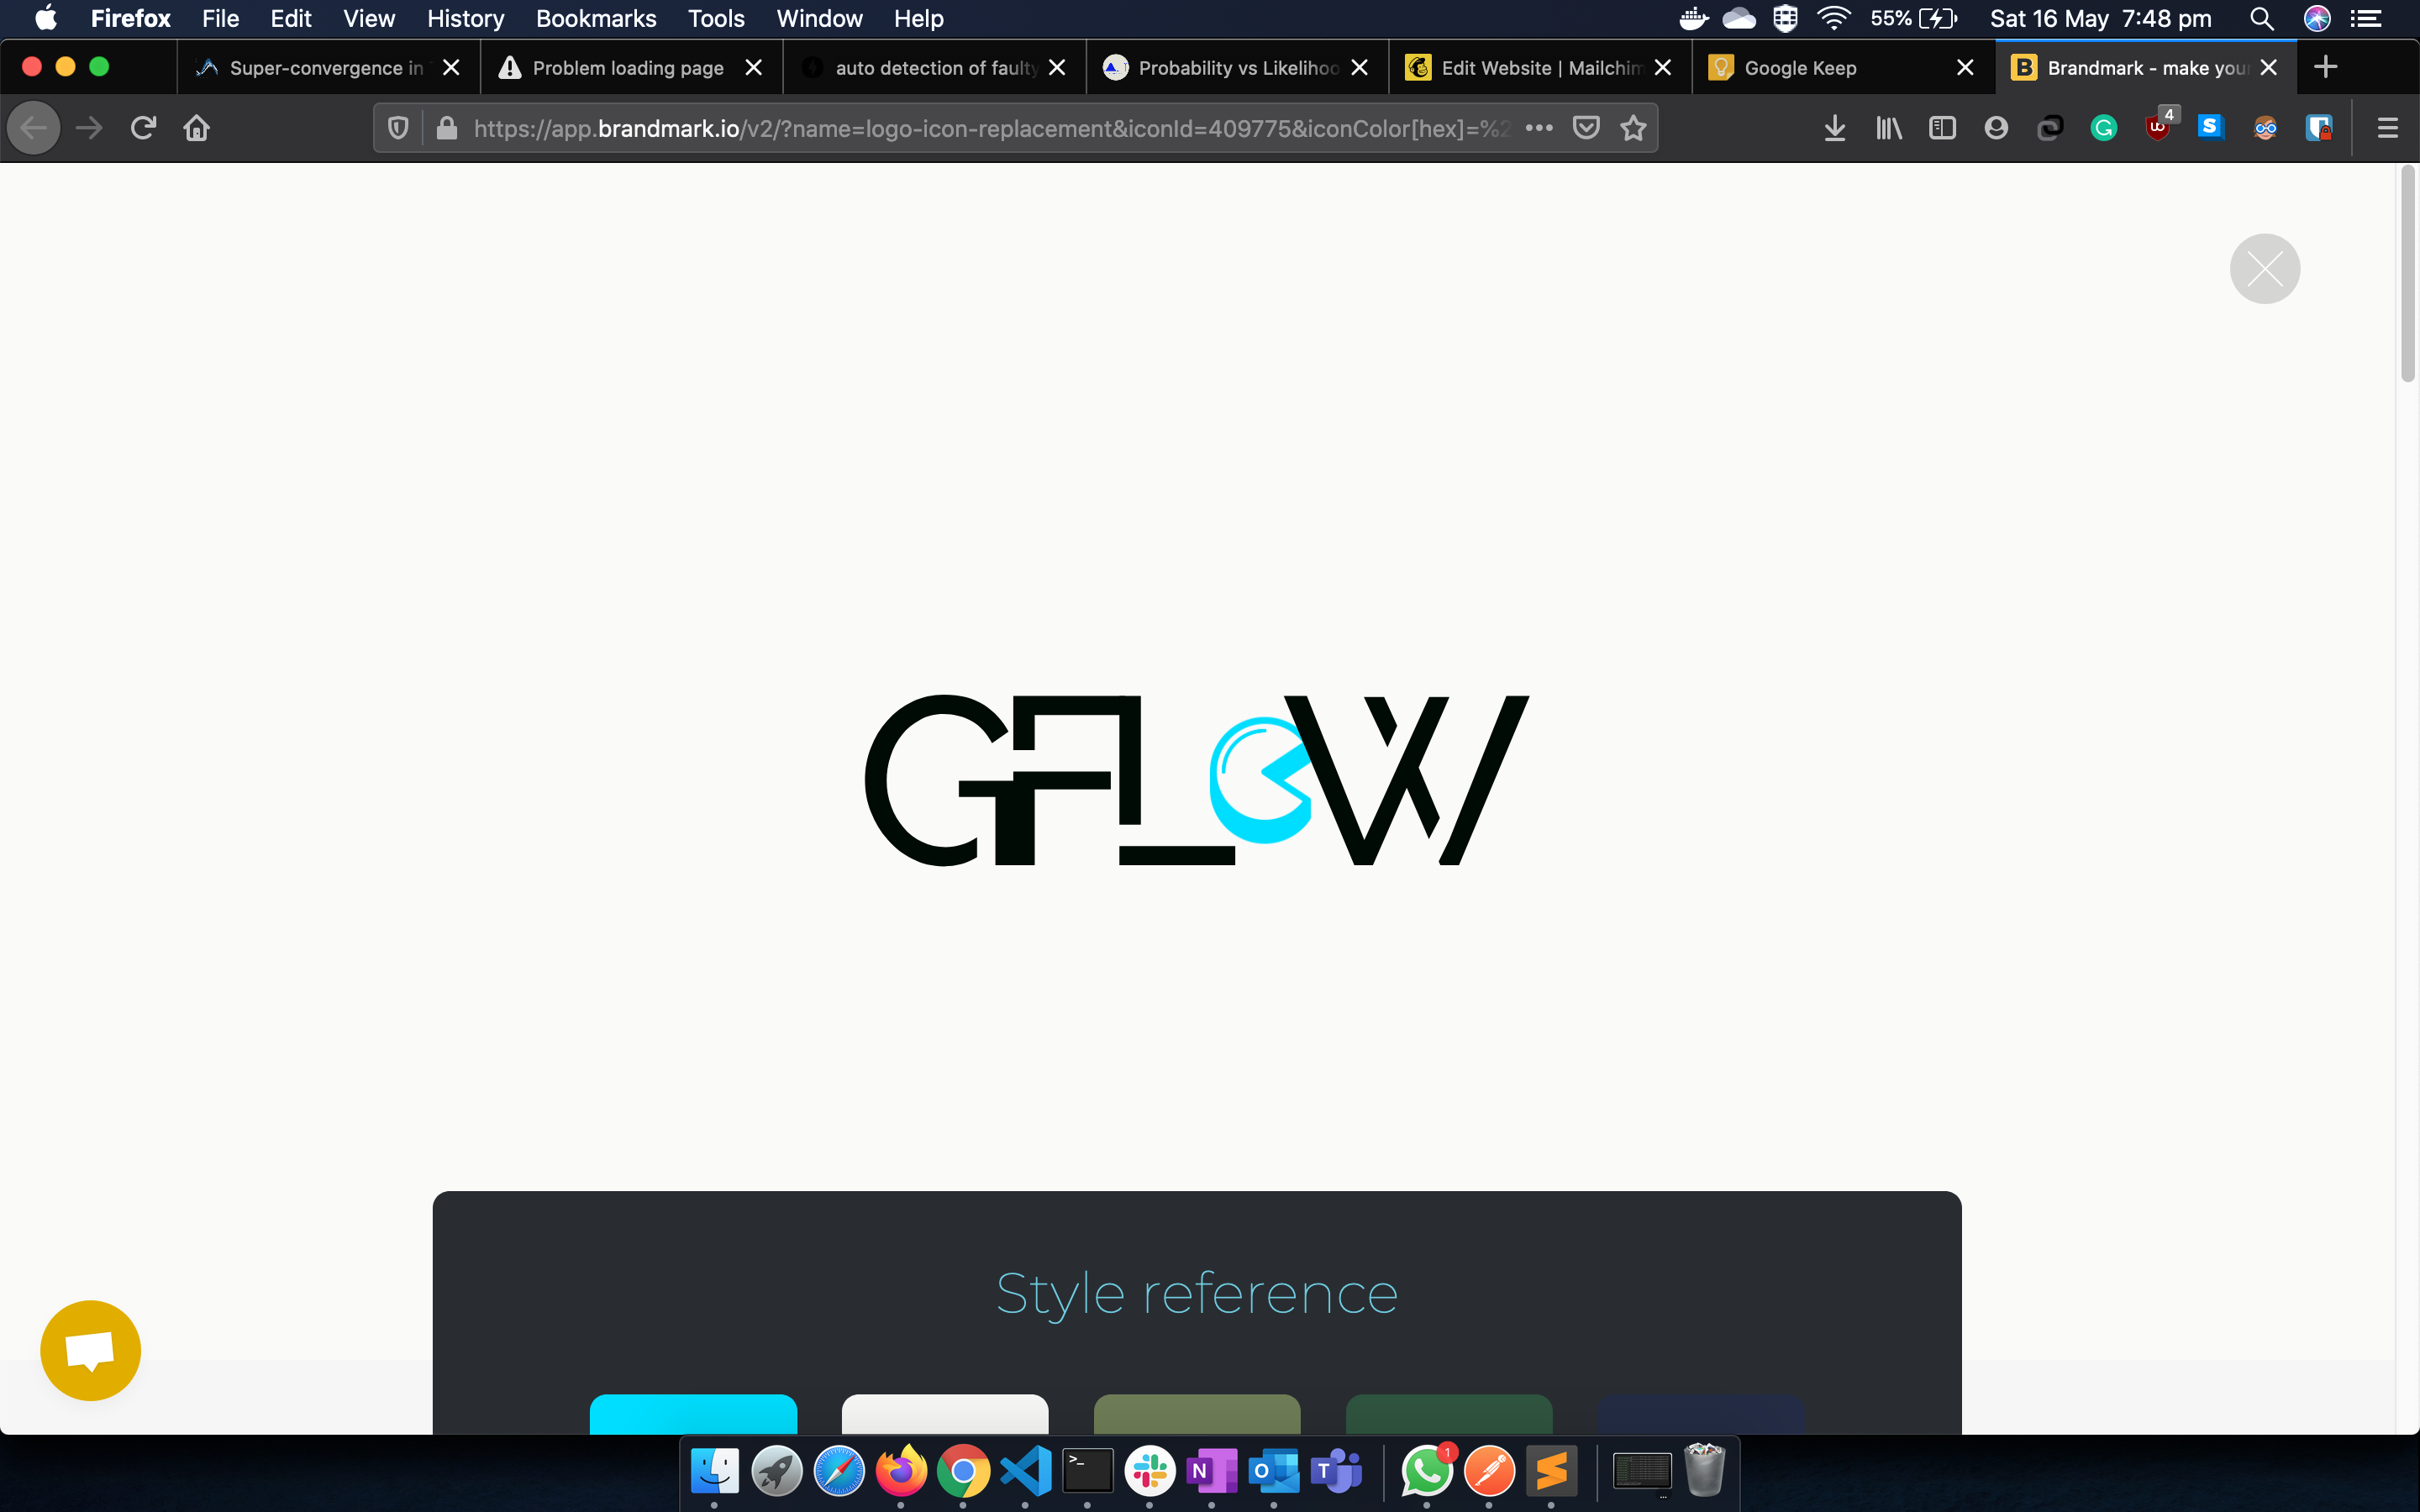 Firefox File Edit View History Bookmarks Tools Window Help 55% Sat 16 May 7:48 pm
Super-convergence in Problem loading page auto detection of faulty Probability vs Likelihoo Edit Website | Mailchim Google Keep Brandmark - make your
https://app.brandmark.io/v2/?name=logo-icon-replacement&iconId=409775&iconColor[hex]=%2
4
GFLOW
Style reference
1